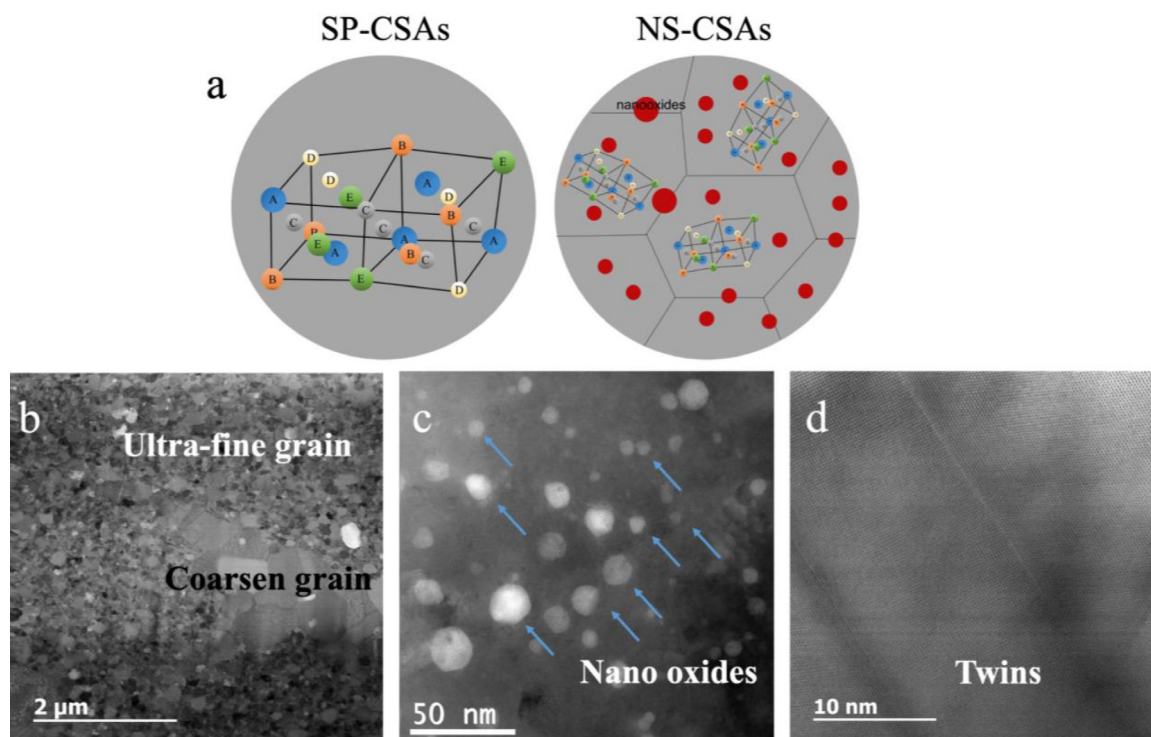 SP-CSAs
NS-CSAs
a
nanooxides
D
B
E
D
A
E
D
A
C
B
C
C
C
B
A
A
E
A
B
C
B
E
D
b
Ultra-fine grain
Coarsen grain
2 μm
c
Nano oxides
50 nm
d
Twins
10 nm